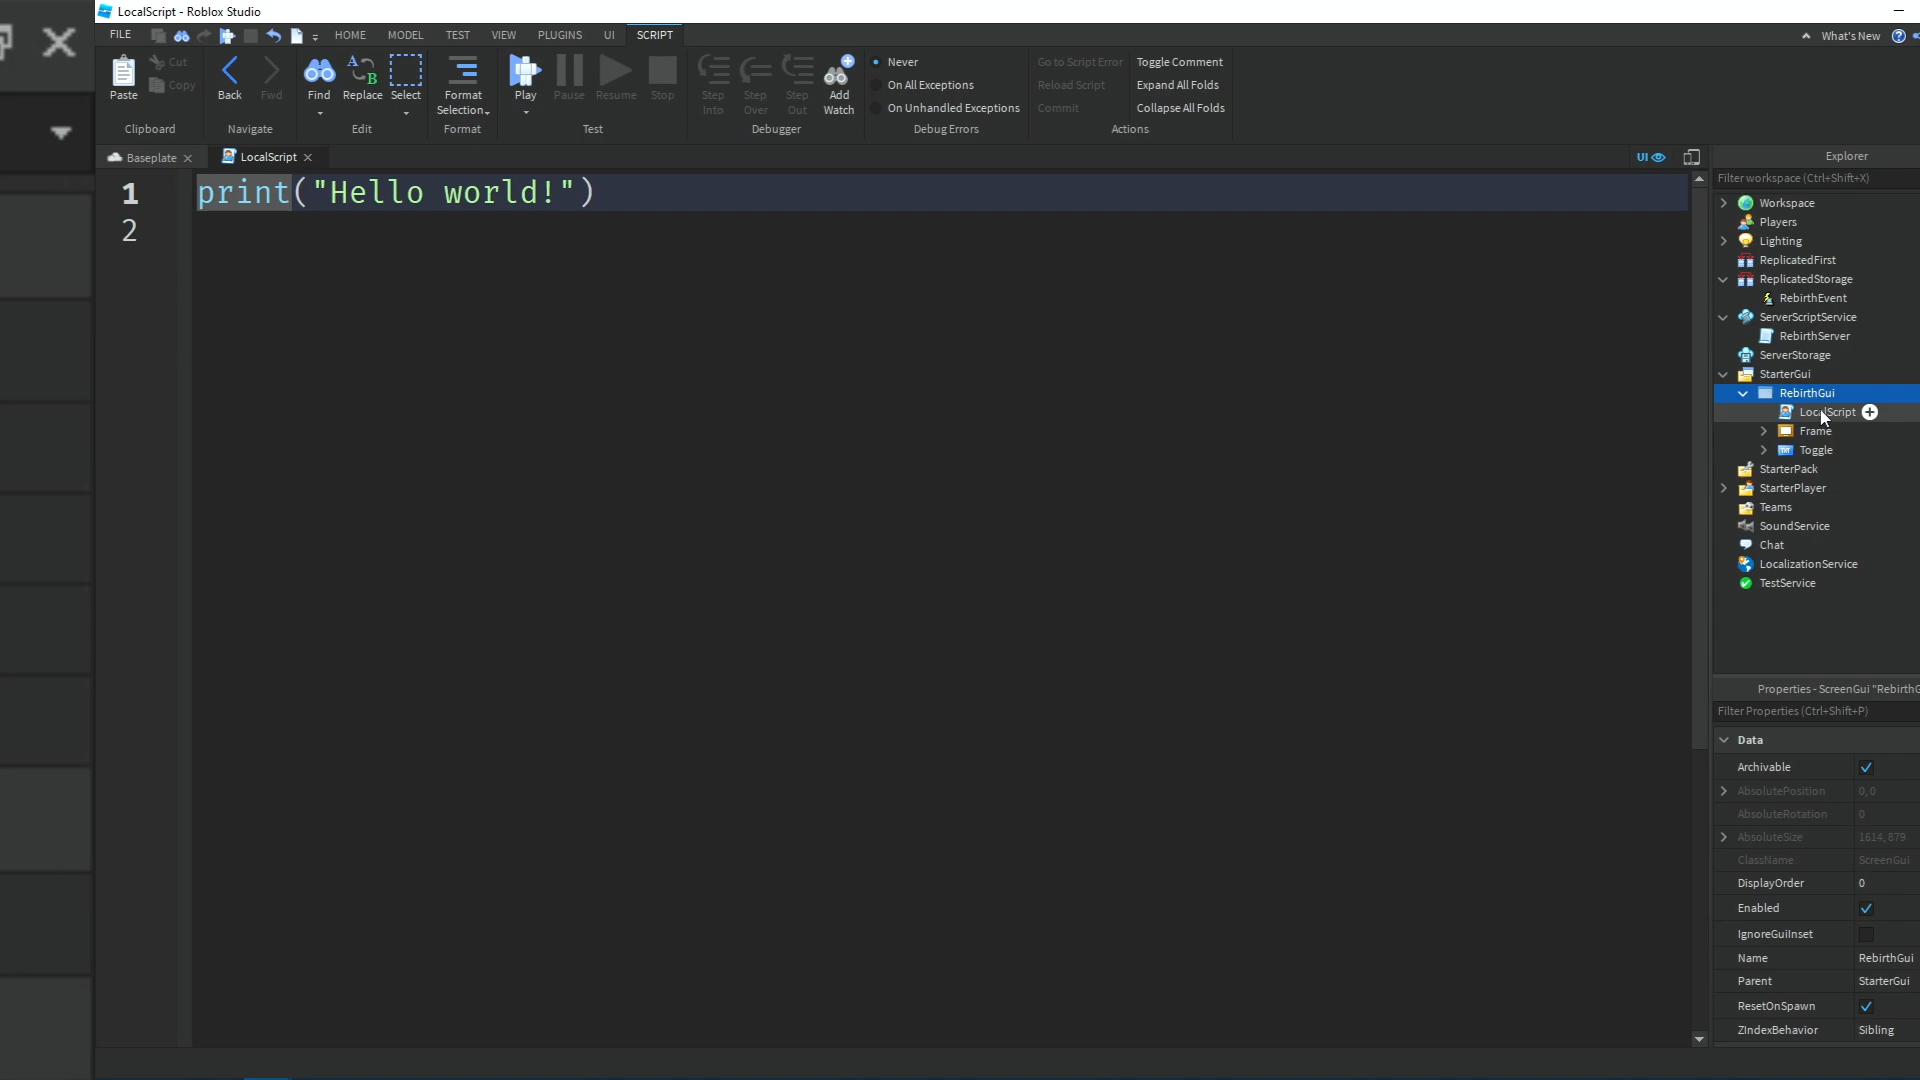 LocalScript - Roblox Studio
FILE HOME MODEL TEST VIEW PLUGINS UI SCRIPT What's New
Paste
Cut
Copy
Clipboard
Back Fwd
Navigate
Find Replace Select
Edit
Format
Selection
Format
Play Pause Resume Stop
Test
Step
Into
Step
Over
Step
Out
Add
Watch
Debugger
Never
On All Exceptions
On Unhandled Exceptions
Debug Errors
Go to Script Error
Reload Script
Commit
Toggle Comment
Expand All Folds
Collapse All Folds
Actions
Baseplate LocalScript UI
1 print("Hello world!")
2
Explorer
Filter workspace (Ctrl+Shift+X)
Workspace
Players
Lighting
ReplicatedFirst
ReplicatedStorage
RebirthEvent
ServerScriptService
RebirthServer
ServerStorage
StarterGui
RebirthGui
LocalScript
Frame
Toggle
StarterPack
StarterPlayer
Teams
SoundService
Chat
LocalizationService
TestService
Properties - ScreenGui "RebirthG
Filter Properties (Ctrl+Shift+P)
Data
Archivable
AbsolutePosition 0, 0
AbsoluteRotation 0
AbsoluteSize 1614, 879
ClassName ScreenGui
DisplayOrder 0
Enabled
IgnoreGuiInset
Name RebirthGui
Parent StarterGui
ResetOnSpawn
ZIndexBehavior Sibling